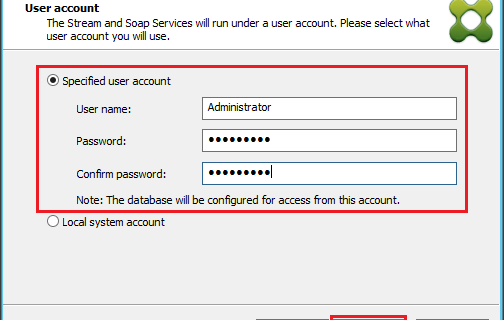 User account
The Stream and Soap Services will run under a user account. Please select what
user account you will use.
Specified user account
User name: Administrator
Password: •••••••••
Confirm password: •••••••••
Note: The database will be configured for access from this account.
Local system account